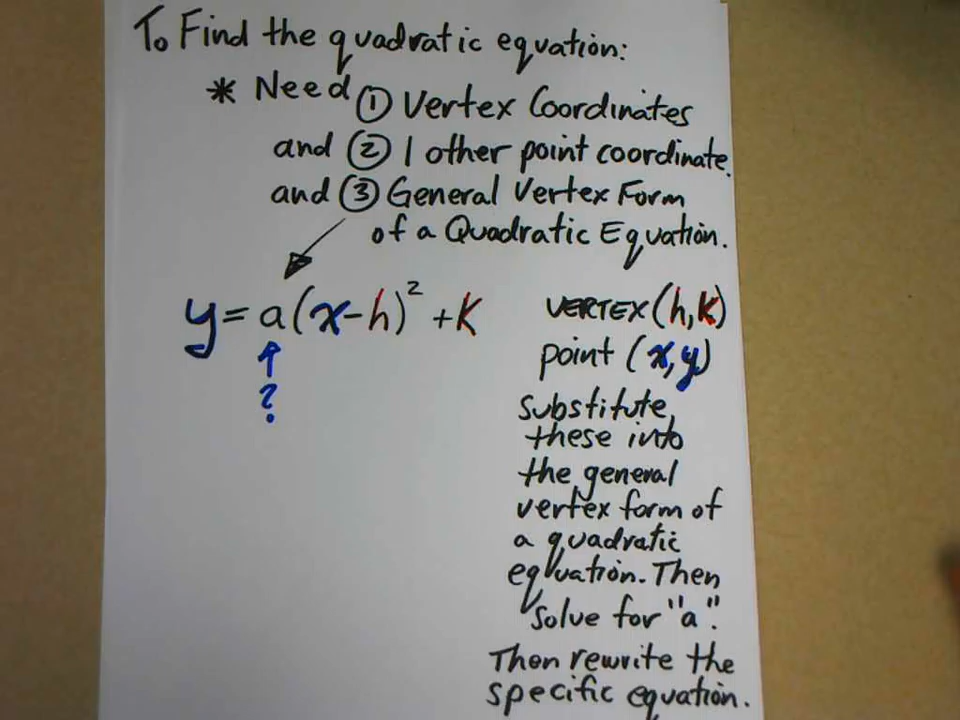 To Find the quadratic equation:
* Need ① Vertex Coordinates
and ② 1 other point coordinate.
and ③ General Vertex Form
of a Quadratic Equation.
y = a(x-h)² + k
↑
?
VERTEX (h, k)
point (x, y)
substitute,
these into
the general
vertex form of
a quadratic
equation. Then
solve for "a".
Then rewrite the
specific equation.